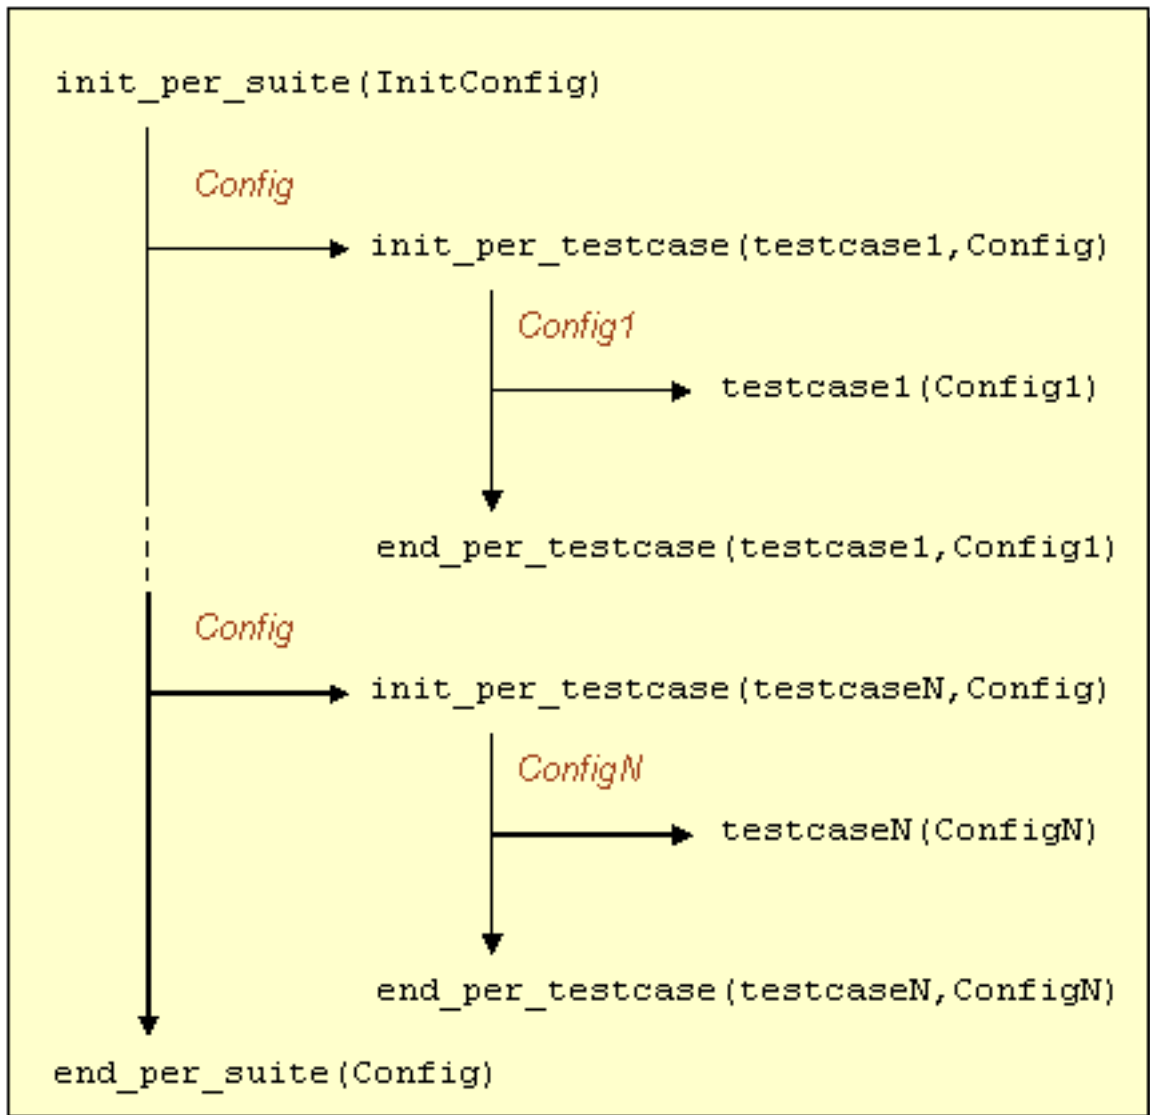 init_per_suite(InitConfig)
Config
init_per_testcase(testcase1,Config)
Config1
testcase1(Config1)
end_per_testcase(testcase1,Config1)
Config
init_per_testcase(testcaseN,Config)
ConfigN
testcaseN(ConfigN)
end_per_testcase(testcaseN,ConfigN)
end_per_suite(Config)